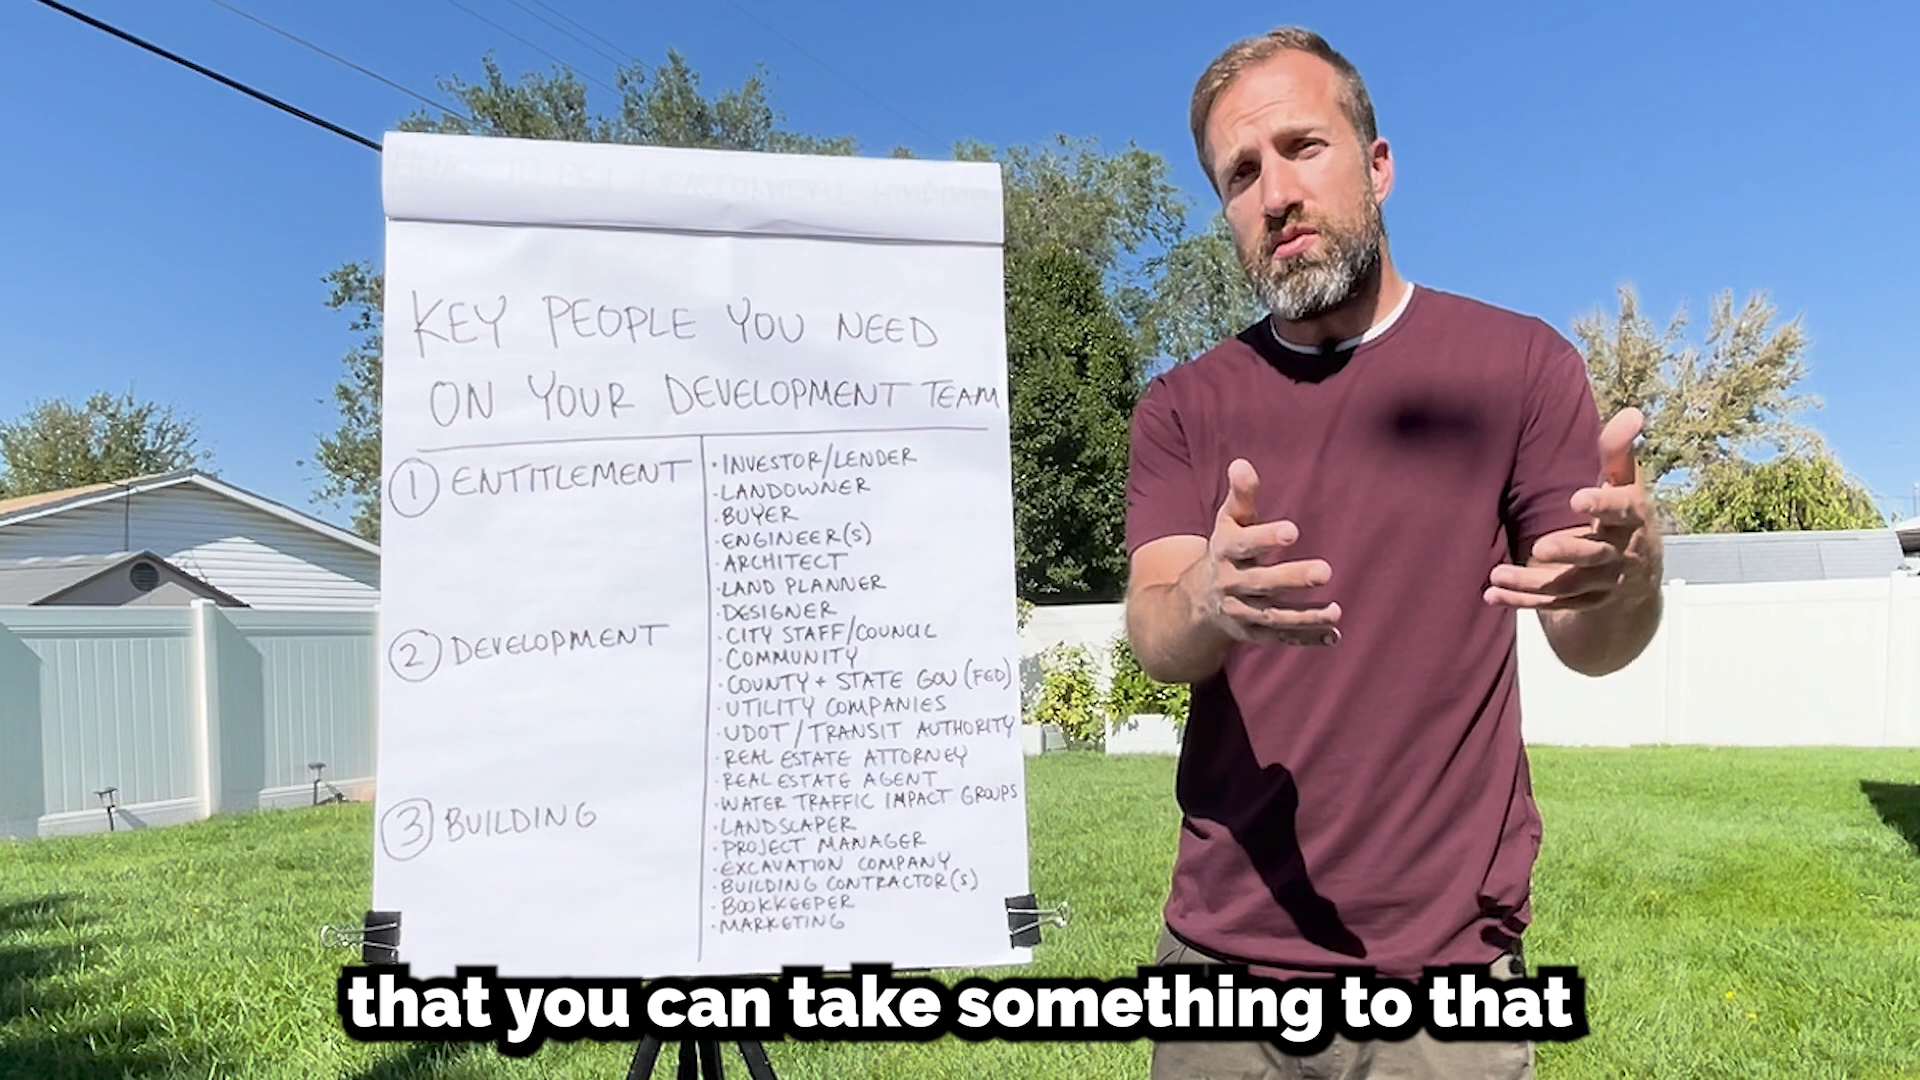 KEY PEOPLE YOU NEED
ON YOUR DEVELOPMENT TEAM
① ENTITLEMENT
② DEVELOPMENT
③ BUILDING
· INVESTOR/LENDER
· LANDOWNER
· BUYER
· ENGINEER(S)
· ARCHITECT
· LAND PLANNER
· DESIGNER
· CITY STAFF/COUNCIL
· COMMUNITY
· COUNTY + STATE GOV (FED)
· UTILITY COMPANIES
· UDOT/TRANSIT AUTHORITY
· REAL ESTATE ATTORNEY
· REAL ESTATE AGENT
· WATER TRAFFIC IMPACT GROUPS
· LANDSCAPER
· PROJECT MANAGER
· EXCAVATION COMPANY
· BUILDING CONTRACTOR(S)
· BOOKKEEPER
· MARKETING
that you can take something to that